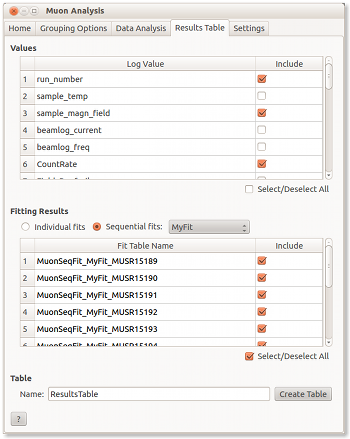 Muon Analysis
Home Grouping Options Data Analysis Results Table Settings
Values
Log Value Include
1 run_number
2 sample_temp
3 sample_magn_field
4 beamlog_current
5 beamlog_freq
6 CountRate
Select/Deselect All
Fitting Results
Individual fits Sequential fits: MyFit
Fit Table Name Include
1 MuonSeqFit_MyFit_MUSR15189
2 MuonSeqFit_MyFit_MUSR15190
3 MuonSeqFit_MyFit_MUSR15191
4 MuonSeqFit_MyFit_MUSR15192
5 MuonSeqFit_MyFit_MUSR15193
6 MuonSeqFit_MyFit_MUSR15194
Select/Deselect All
Table
Name: ResultsTable Create Table
?